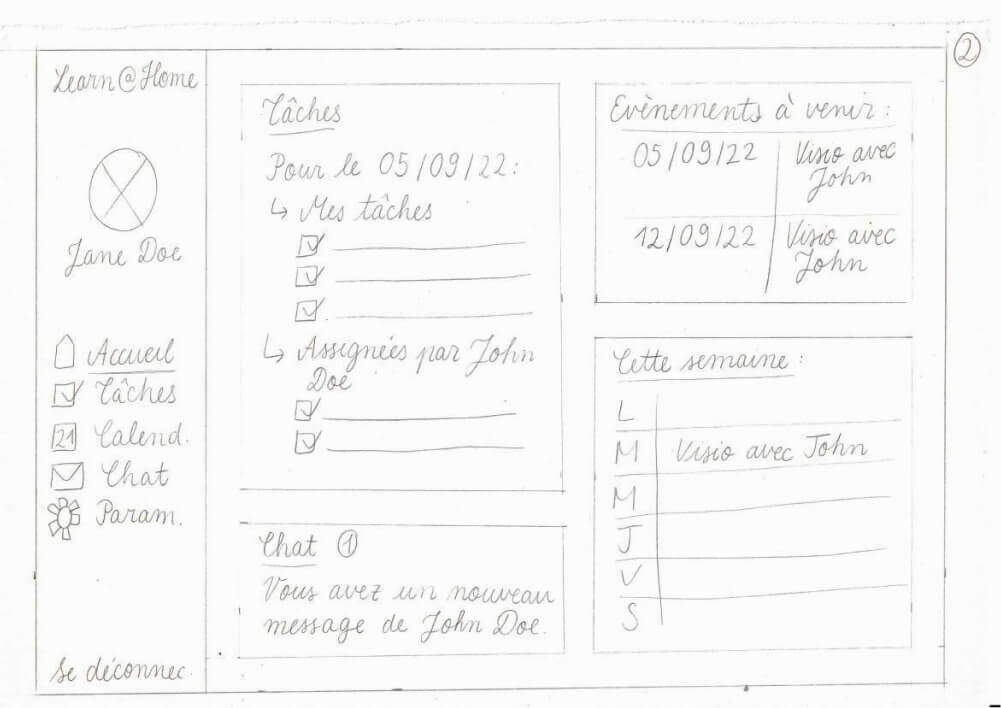 2
Learn@Home
Jane Doe
Accueil
Tâches
21 Calend.
Chat
Param.
Se déconnec.
Tâches
Pour le 05/09/22:
↳ Mes tâches
↳ Assignées par John
Doe
Chat 1
Vous avez un nouveau
message de John Doe.
Evènements à venir :
05/09/22 Visio avec
John
12/09/22 Visio avec
John
Cette semaine :
L
M Visio avec John
M
J
V
S